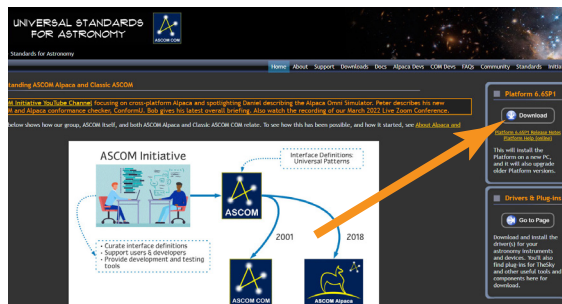 UNIVERSAL STANDARDS
FOR ASTRONOMY
ASCOM COM
Standards for Astronomy
Home About Support Downloads Docs Alpaca Devs COM Devs FAQs Community Standards Initia
tanding ASCOM Alpaca and Classic ASCOM
M Initiative YouTube Channel focusing on cross-platform Alpaca and spotlighting Daniel describing the Alpaca Omni Simulator. Peter describes his new
M and Alpaca conformance checker, ConformU. Bob gives his latest overall briefing. Also watch the recording of our March 2022 Live Zoom Conference.
below shows how our group, ASCOM itself, and both ASCOM Alpaca and Classic ASCOM COM relate. To see how this has been possible, and how it started, see About Alpaca and
ASCOM Initiative
Interface Definitions:
Universal Patterns
ASCOM
2001
2018
• Curate interface definitions
• Support users & developers
• Provide development and testing
tools
ASCOM COM
ASCOM Alpaca
Platform 6.6SP1
Download
Platform 6.6SP1 Release Notes
Platform Help (online)
This will install the
Platform on a new PC,
and it will also upgrade
older Platform versions.
Drivers & Plug-Ins
Go to Page
Download and install the
driver(s) for your
astronomy instruments
and devices. You'll also
find plug-ins for TheSky
and other useful tools and
components here for
download.